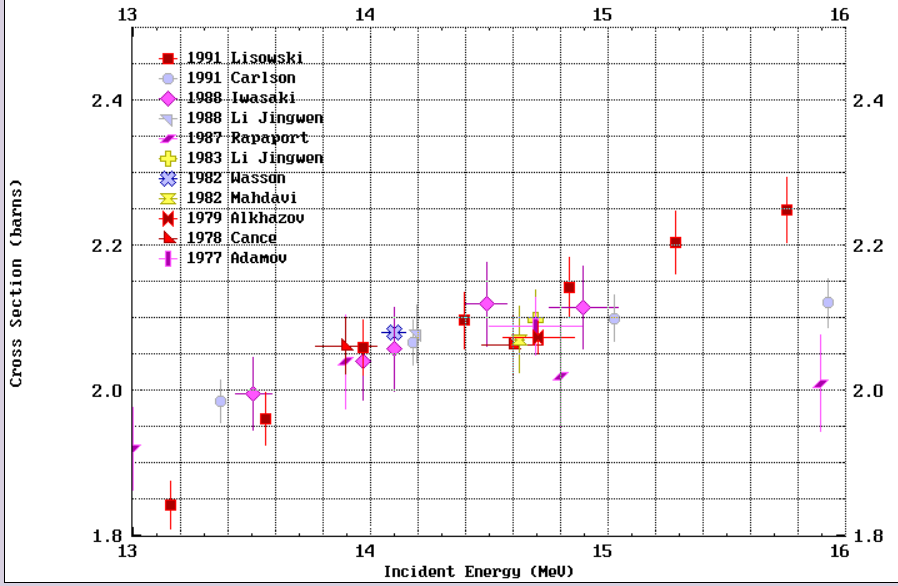 13 14 15 16
1991 Lisowski
1991 Carlson
1988 Iwasaki
1988 Li Jingwen
1987 Rapaport
1983 Li Jingwen
1982 Wasson
1982 Mahdavi
1979 Alkhazov
1978 Cance
1977 Adamov
2.4 2.4
2.2 2.2
2.0 2.0
1.8 1.8
Cross Section (barns)
13 14 15 16
Incident Energy (MeV)